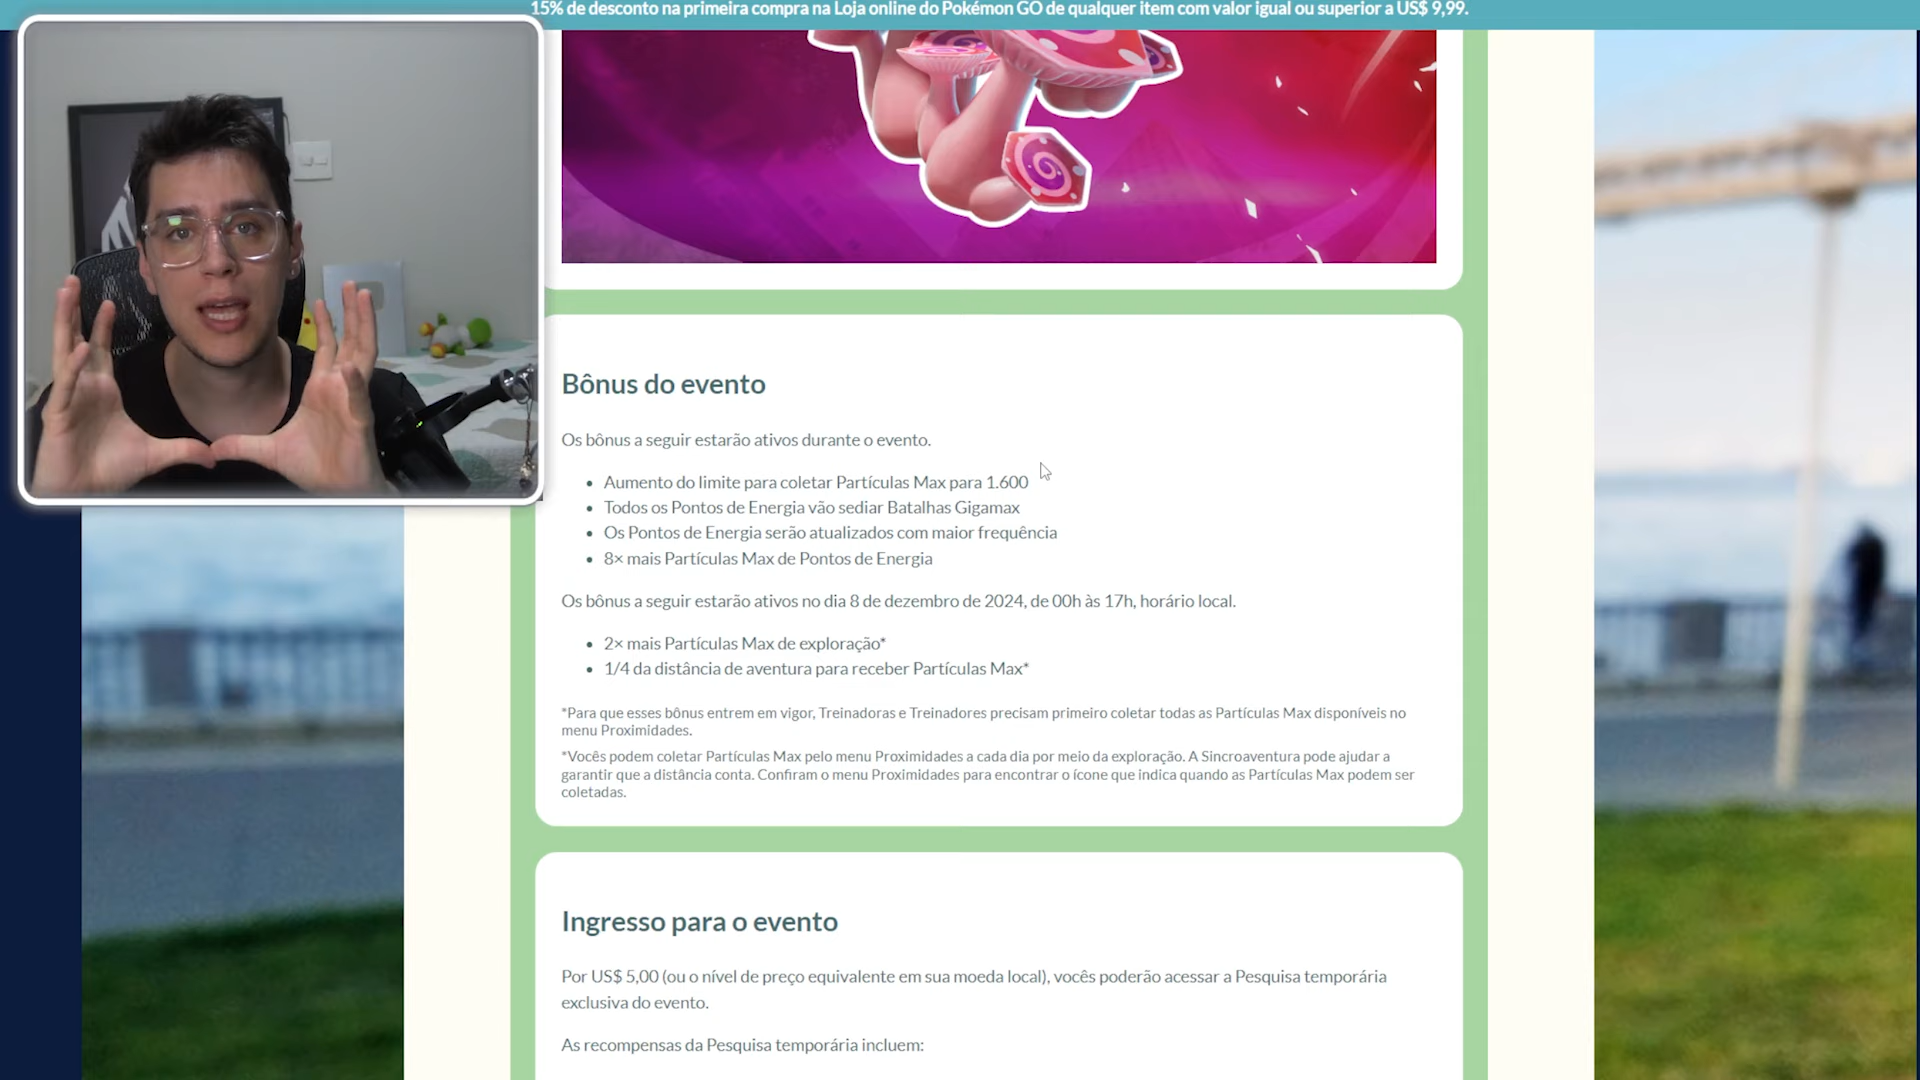 15% de desconto na primeira compra na Loja online do Pokémon GO de qualquer item com valor igual ou superior a US$ 9,99.
Bônus do evento
Os bônus a seguir estarão ativos durante o evento.
• Aumento do limite para coletar Partículas Max para 1.600
• Todos os Pontos de Energia vão sediar Batalhas Gigamax
• Os Pontos de Energia serão atualizados com maior frequência
• 8× mais Partículas Max de Pontos de Energia
Os bônus a seguir estarão ativos no dia 8 de dezembro de 2024, de 00h às 17h, horário local.
• 2× mais Partículas Max de exploração*
• 1/4 da distância de aventura para receber Partículas Max*
*Para que esses bônus entrem em vigor, Treinadoras e Treinadores precisam primeiro coletar todas as Partículas Max disponíveis no
menu Proximidades.
*Vocês podem coletar Partículas Max pelo menu Proximidades a cada dia por meio da exploração. A Sincroaventura pode ajudar a
garantir que a distância conta. Confiram o menu Proximidades para encontrar o ícone que indica quando as Partículas Max podem ser
coletadas.
Ingresso para o evento
Por US$ 5,00 (ou o nível de preço equivalente em sua moeda local), vocês poderão acessar a Pesquisa temporária
exclusiva do evento.
As recompensas da Pesquisa temporária incluem: